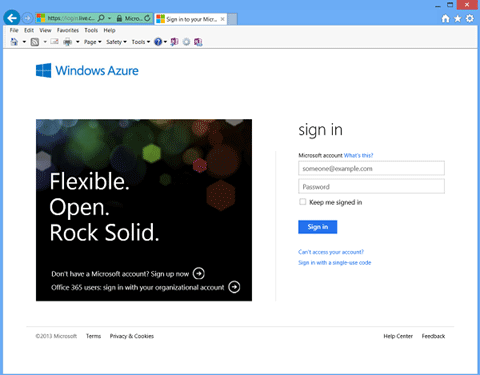 https://login.live.c...
Micro...
Sign in to your Micr...
File Edit View Favorites Tools Help
Page Safety Tools
Windows Azure
sign in
Microsoft account What's this?
someone@example.com
Password
Keep me signed in
Sign in
Can't access your account?
Sign in with a single-use code
Flexible.
Open.
Rock Solid.
Don't have a Microsoft account? Sign up now
Office 365 users: sign in with your organizational account
©2013 Microsoft Terms Privacy & Cookies Help Center Feedback